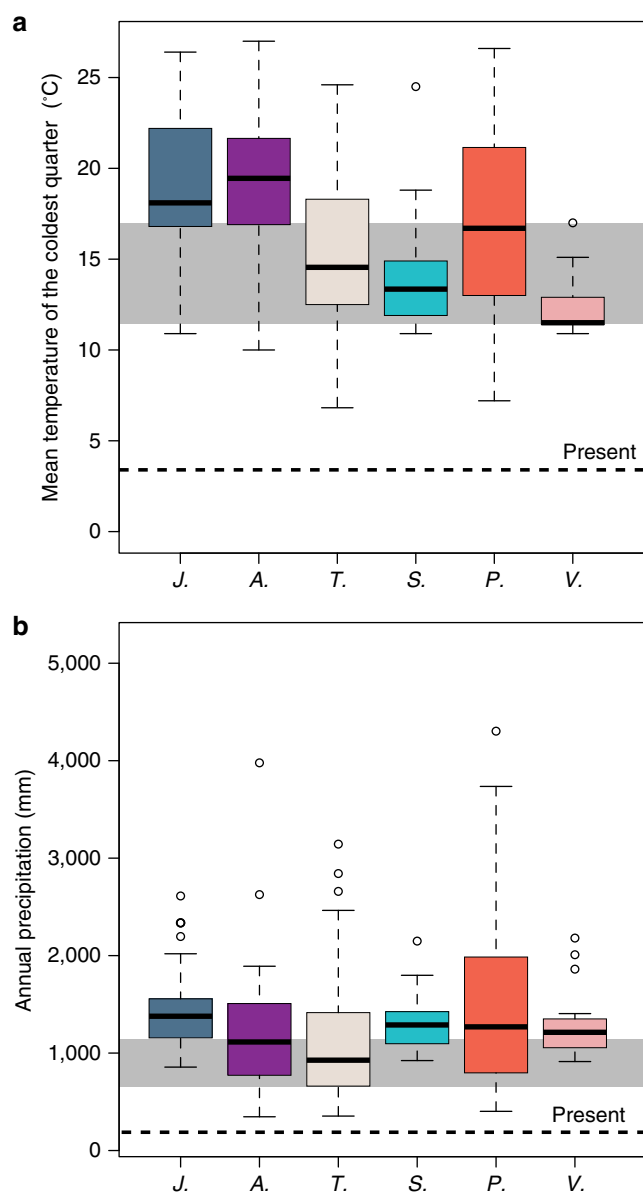 a
Mean temperature of the coldest quarter (°C)
25
20
15
10
5
0
Present
J. A. T. S. P. V.
b
Annual precipitation (mm)
5,000
4,000
3,000
2,000
1,000
0
Present
J. A. T. S. P. V.